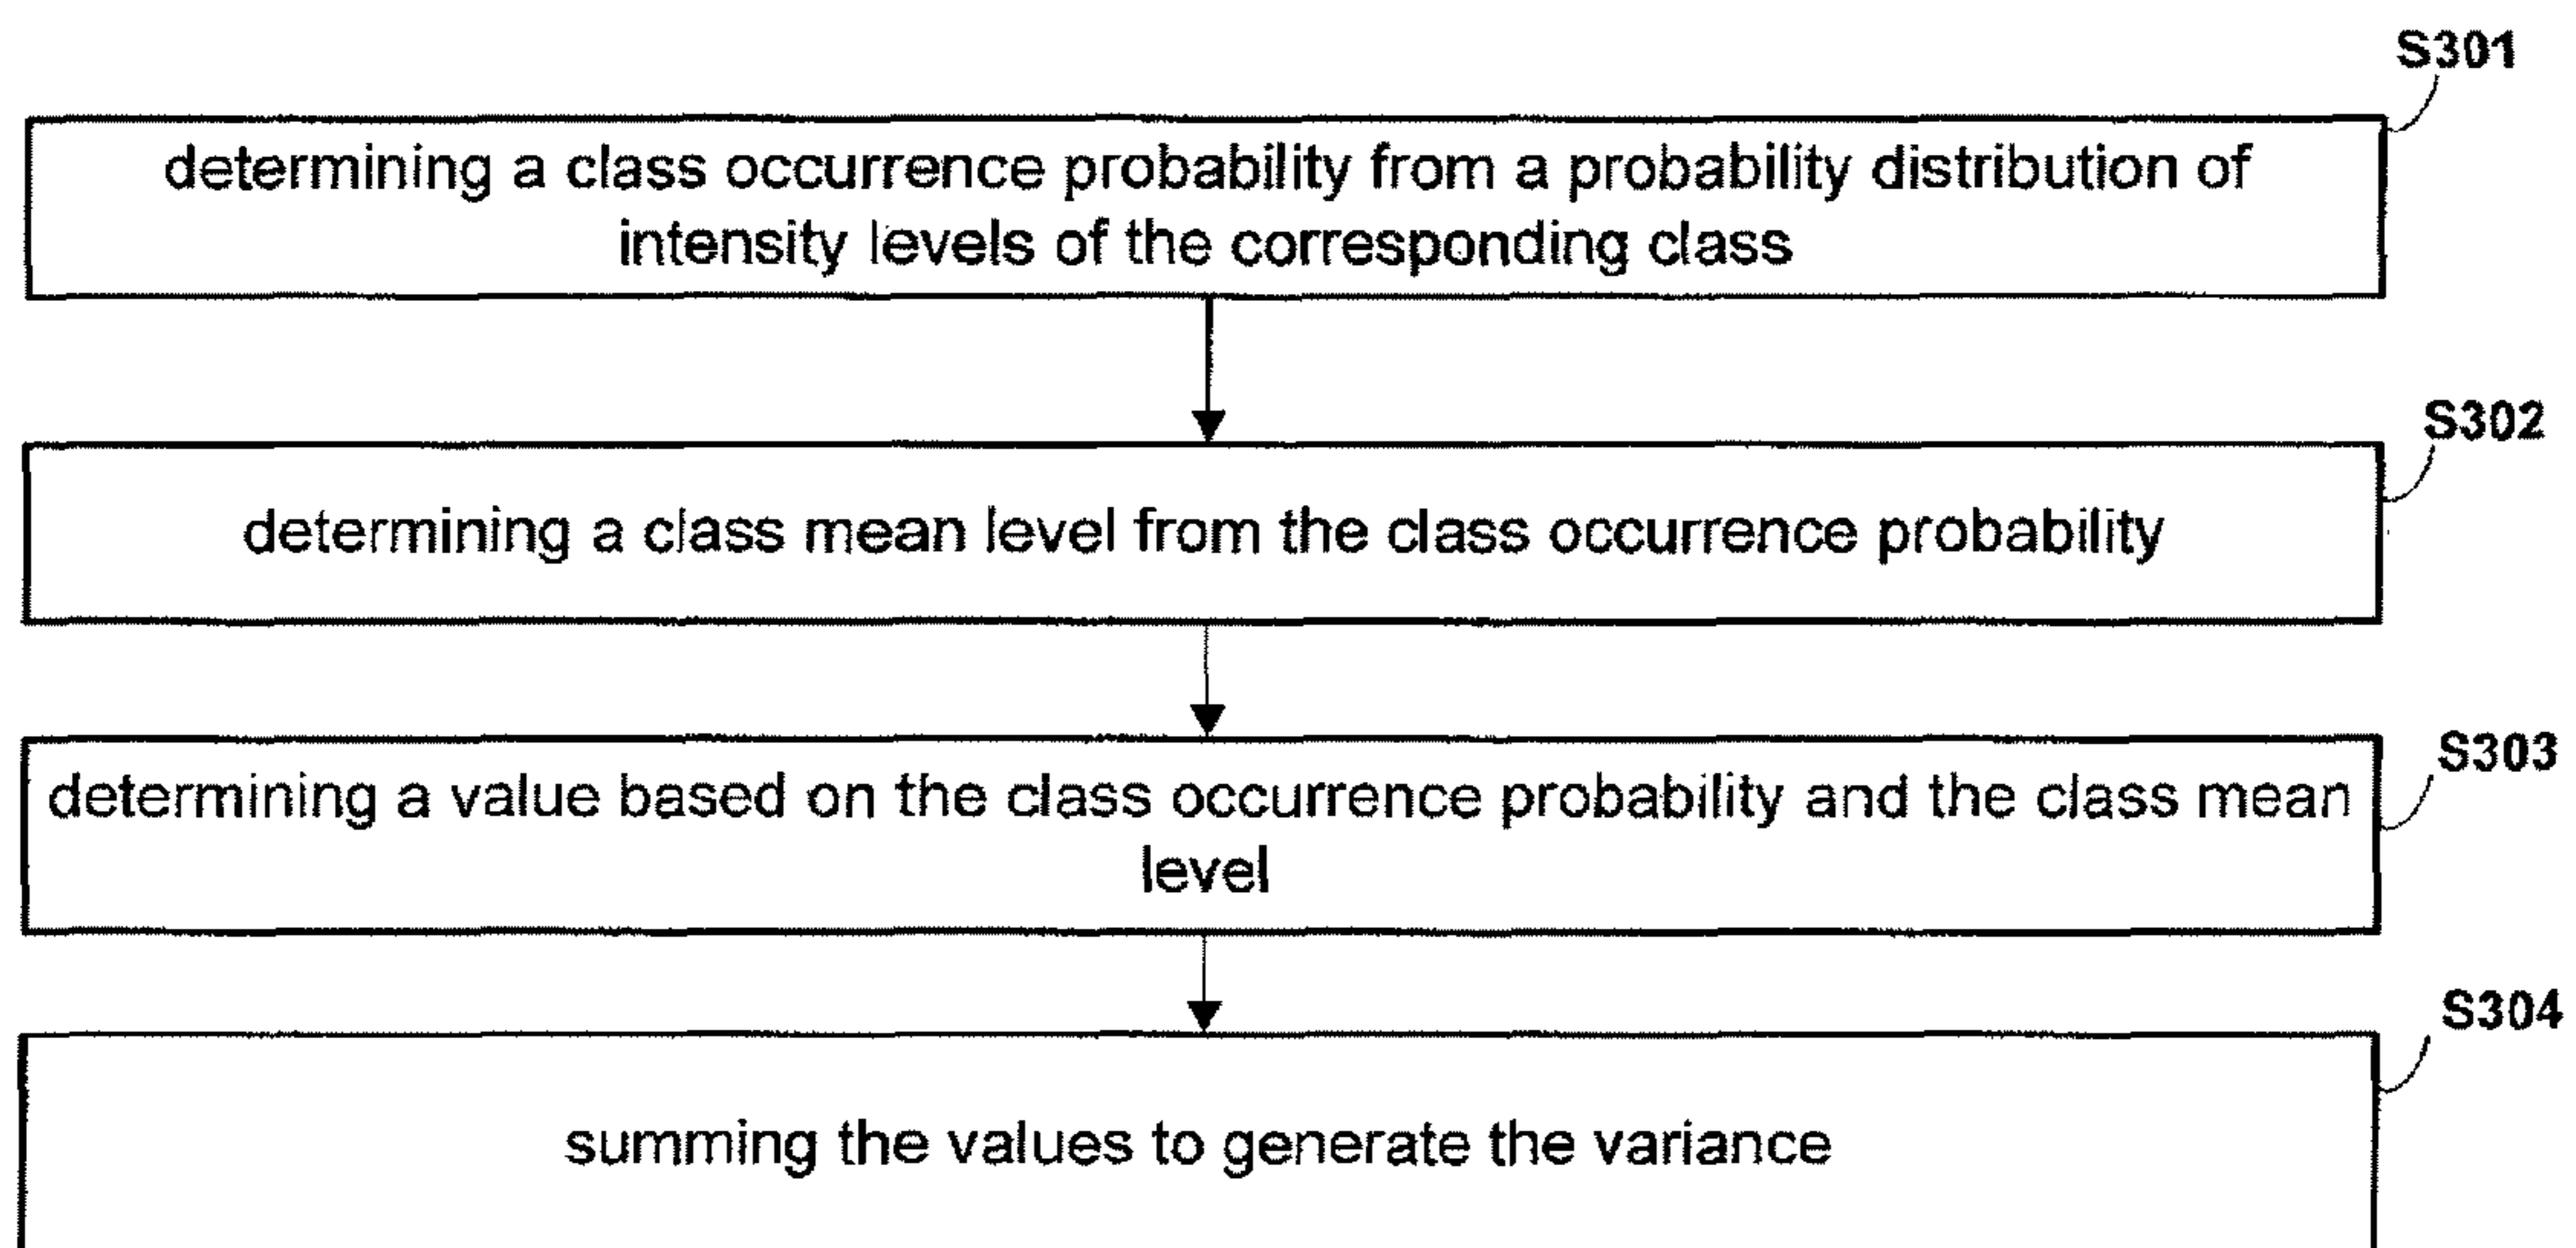 S301
determining a class occurrence probability from a probability distribution of
intensity levels of the corresponding class
S302
determining a class mean level from the class occurrence probability
S303
determining a value based on the class occurrence probability and the class mean
level
S304
summing the values to generate the variance